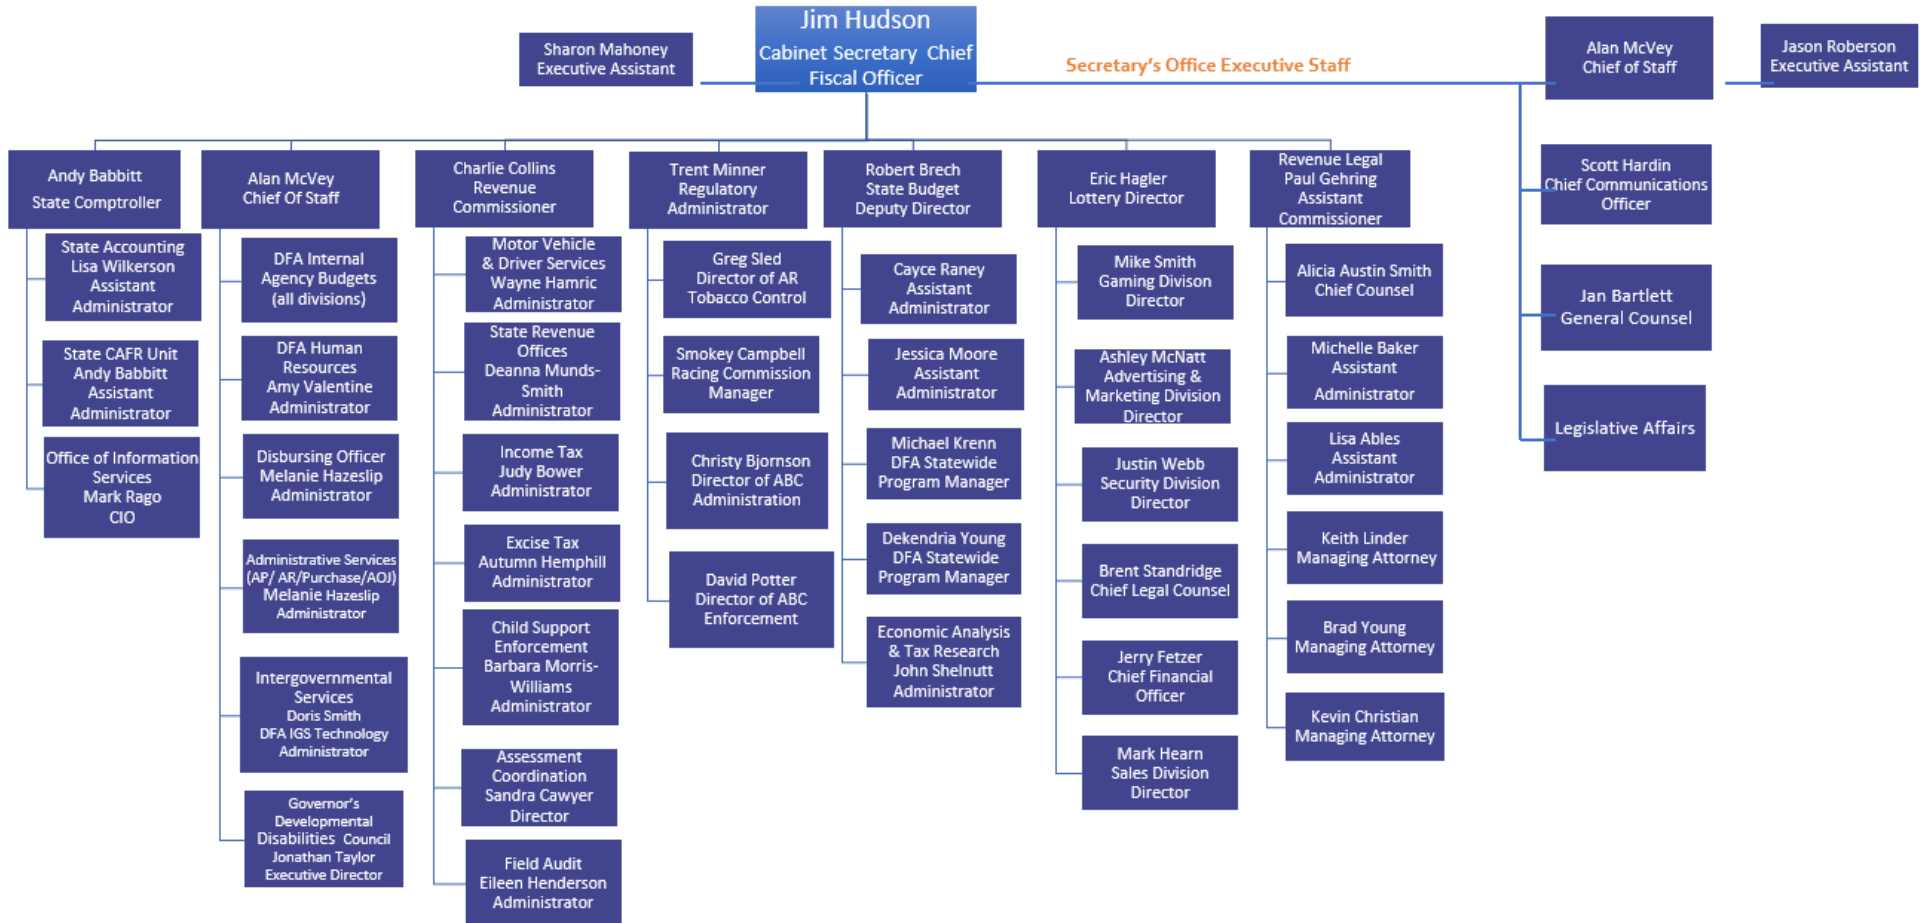 Jim Hudson
Cabinet Secretary Chief
Fiscal Officer
Sharon Mahoney
Executive Assistant
Secretary's Office Executive Staff
Alan McVey
Chief of Staff
Jason Roberson
Executive Assistant
Scott Hardin
Chief Communications
Officer
Jan Bartlett
General Counsel
Legislative Affairs
Andy Babbitt
State Comptroller
State Accounting
Lisa Wilkerson
Assistant
Administrator
State CAFR Unit
Andy Babbitt
Assistant
Administrator
Office of Information
Services
Mark Rago
CIO
Alan McVey
Chief Of Staff
DFA Internal
Agency Budgets
(all divisions)
DFA Human
Resources
Amy Valentine
Administrator
Disbursing Officer
Melanie Hazeslip
Administrator
Administrative Services
(AP/ AR/Purchase/AOJ)
Melanie Hazeslip
Administrator
Intergovernmental
Services
Doris Smith
DFA IGS Technology
Administrator
Governor's
Developmental
Disabilities Council
Jonathan Taylor
Executive Director
Charlie Collins
Revenue
Commissioner
Motor Vehicle
& Driver Services
Wayne Hamric
Administrator
State Revenue
Offices
Deanna Munds-
Smith
Administrator
Income Tax
Judy Bower
Administrator
Excise Tax
Autumn Hemphill
Administrator
Child Support
Enforcement
Barbara Morris-
Williams
Administrator
Assessment
Coordination
Sandra Cawyer
Director
Field Audit
Eileen Henderson
Administrator
Trent Minner
Regulatory
Administrator
Greg Sled
Director of AR
Tobacco Control
Smokey Campbell
Racing Commission
Manager
Christy Bjornson
Director of ABC
Administration
David Potter
Director of ABC
Enforcement
Robert Brech
State Budget
Deputy Director
Cayce Raney
Assistant
Administrator
Jessica Moore
Assistant
Administrator
Michael Krenn
DFA Statewide
Program Manager
Dekendria Young
DFA Statewide
Program Manager
Economic Analysis
& Tax Research
John Shelnutt
Administrator
Eric Hagler
Lottery Director
Mike Smith
Gaming Divison
Director
Ashley McNatt
Advertising &
Marketing Division
Director
Justin Webb
Security Division
Director
Brent Standridge
Chief Legal Counsel
Jerry Fetzer
Chief Financial
Officer
Mark Hearn
Sales Division
Director
Revenue Legal
Paul Gehring
Assistant
Commissioner
Alicia Austin Smith
Chief Counsel
Michelle Baker
Assistant
Administrator
Lisa Ables
Assistant
Administrator
Keith Linder
Managing Attorney
Brad Young
Managing Attorney
Kevin Christian
Managing Attorney